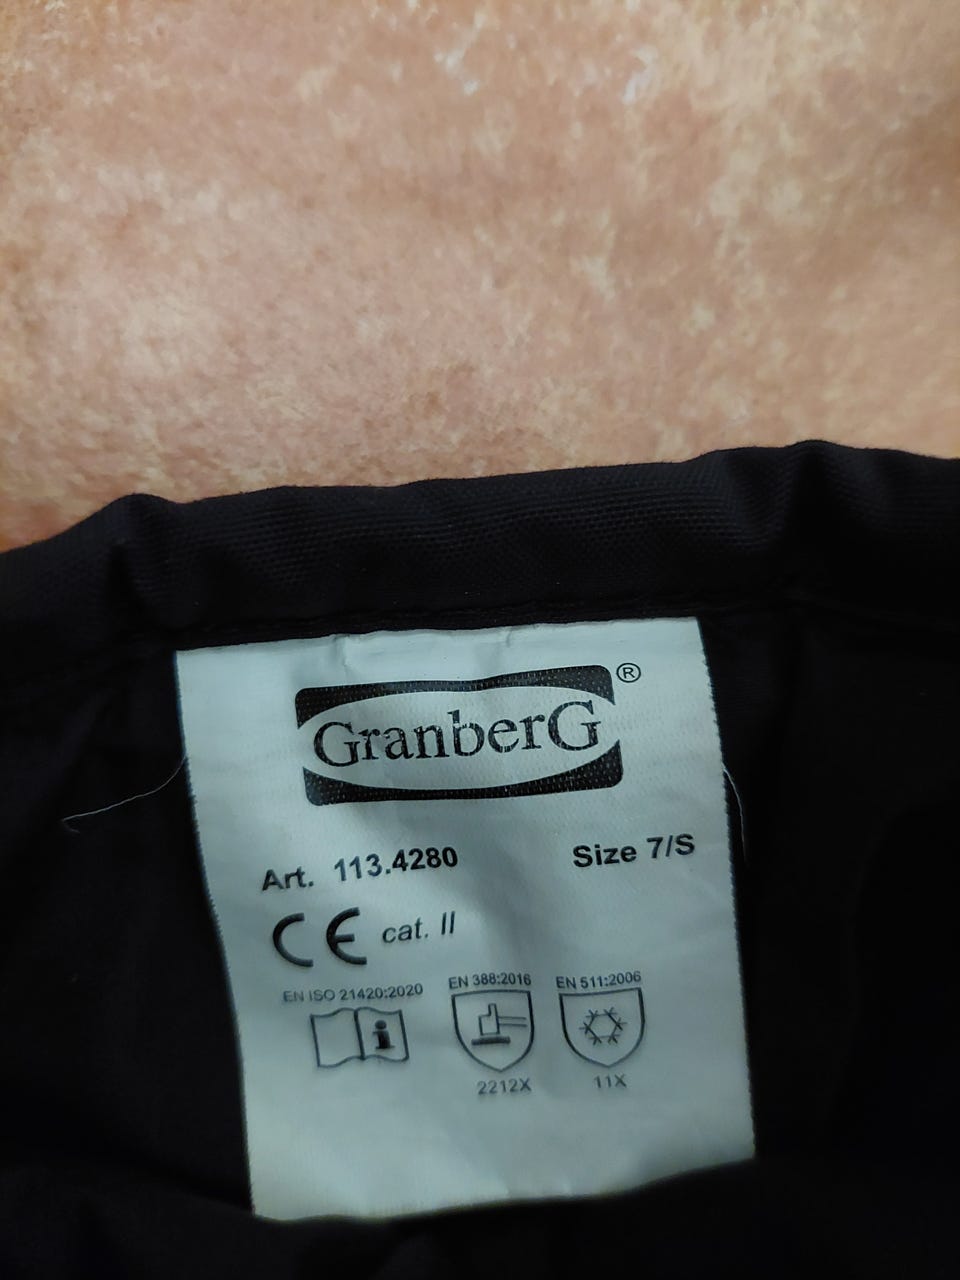 GranberG®
Art. 113.4280 Size 7/S
CE cat. II
EN ISO 21420:2020 EN 388:2016 EN 511:2006
i
2212X 11X